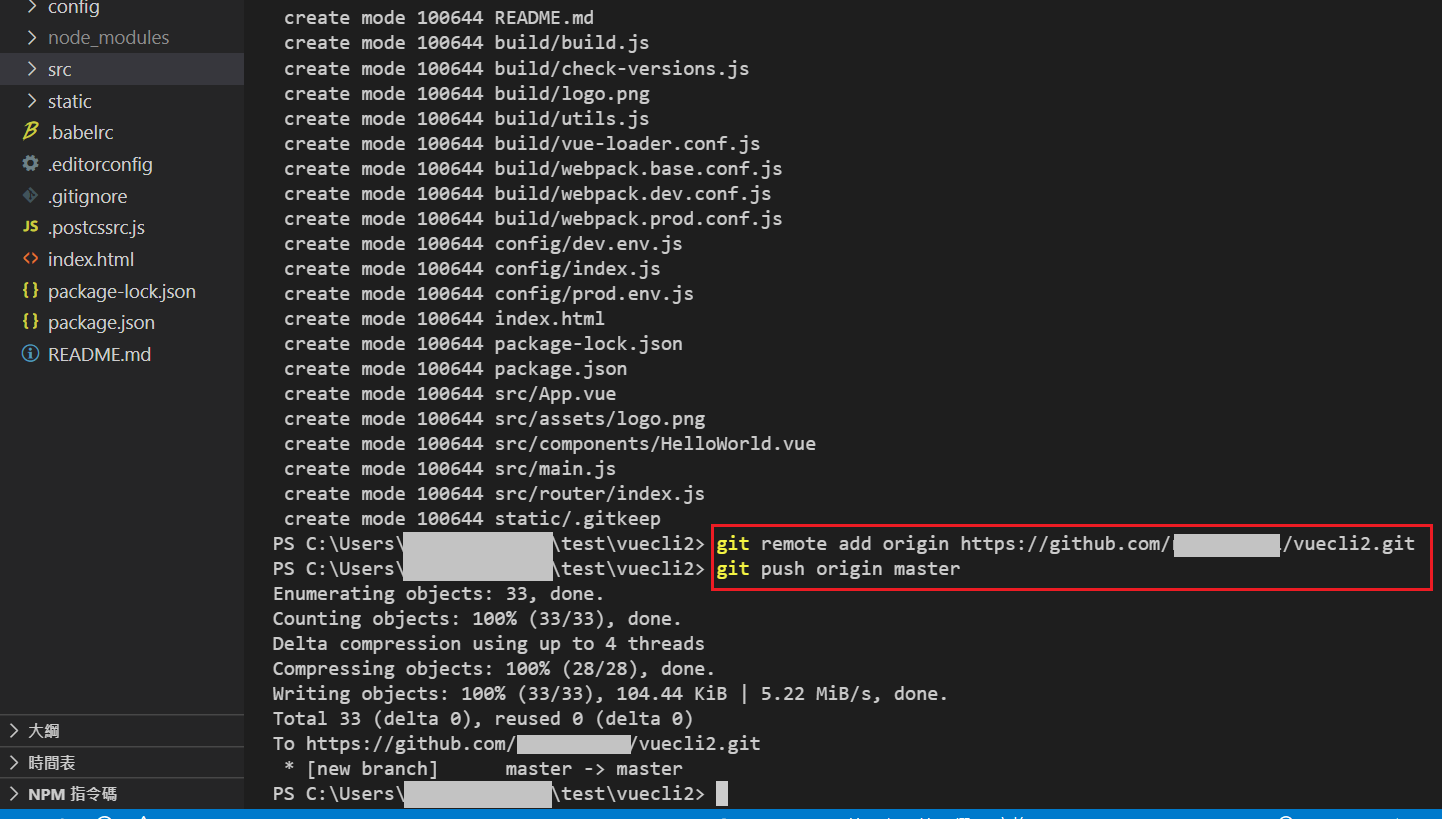 config
node_modules
src
static
.babelrc
.editorconfig
.gitignore
JS .postcssrc.js
<> index.html
{} package-lock.json
{} package.json
README.md
大綱
時間表
NPM 指令碼
create mode 100644 README.md
create mode 100644 build/build.js
create mode 100644 build/check-versions.js
create mode 100644 build/logo.png
create mode 100644 build/utils.js
create mode 100644 build/vue-loader.conf.js
create mode 100644 build/webpack.base.conf.js
create mode 100644 build/webpack.dev.conf.js
create mode 100644 build/webpack.prod.conf.js
create mode 100644 config/dev.env.js
create mode 100644 config/index.js
create mode 100644 config/prod.env.js
create mode 100644 index.html
create mode 100644 package-lock.json
create mode 100644 package.json
create mode 100644 src/App.vue
create mode 100644 src/assets/logo.png
create mode 100644 src/components/HelloWorld.vue
create mode 100644 src/main.js
create mode 100644 src/router/index.js
create mode 100644 static/.gitkeep
PS C:\Users\ \test\vuecli2> git remote add origin https://github.com/ /vuecli2.git
PS C:\Users\ \test\vuecli2> git push origin master
Enumerating objects: 33, done.
Counting objects: 100% (33/33), done.
Delta compression using up to 4 threads
Compressing objects: 100% (28/28), done.
Writing objects: 100% (33/33), 104.44 KiB | 5.22 MiB/s, done.
Total 33 (delta 0), reused 0 (delta 0)
To https://github.com/ /vuecli2.git
* [new branch] master -> master
PS C:\Users\ \test\vuecli2>